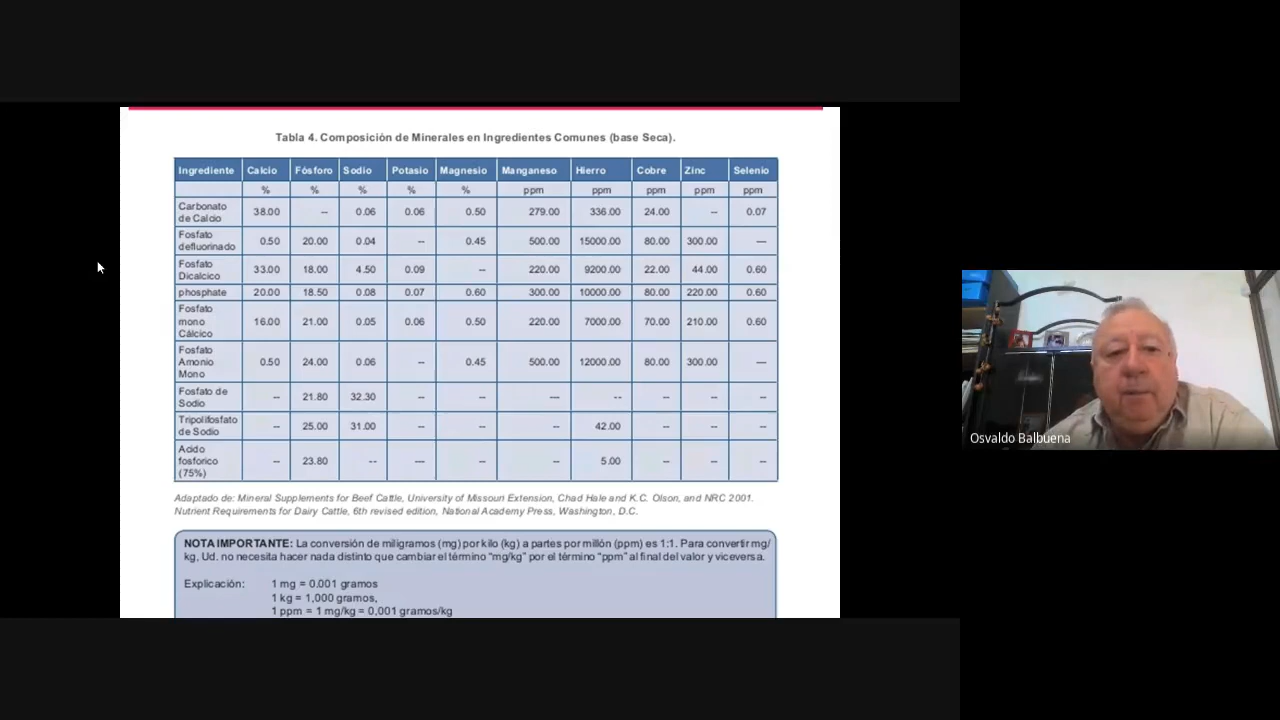 Tabla 4. Composición de Minerales en Ingredientes Comunes (base Seca).
Ingrediente Calcio Fósforo Sodio Potasio Magnesio Manganeso Hierro Cobre Zinc Selenio
% % % % % ppm ppm ppm ppm ppm
Carbonato de Calcio 38.00 -- 0.06 0.06 0.50 279.00 336.00 24.00 -- 0.07
Fosfato defluorinado 0.50 20.00 0.04 -- 0.45 500.00 15000.00 80.00 300.00 ---
Fosfato Dicalcico 33.00 18.00 4.50 0.09 -- 220.00 9200.00 22.00 44.00 0.60
phosphate 20.00 18.50 0.08 0.07 0.60 300.00 10000.00 80.00 220.00 0.60
Fosfato mono Cálcico 16.00 21.00 0.05 0.06 0.50 220.00 7000.00 70.00 210.00 0.60
Fosfato Amonio Mono 0.50 24.00 0.06 -- 0.45 500.00 12000.00 80.00 300.00 ---
Fosfato de Sodio -- 21.80 32.30 -- -- --- -- -- -- --
Tripolifosfato de Sodio -- 25.00 31.00 -- -- -- 42.00 -- -- --
Acido fosforico (75%) -- 23.80 -- --- -- -- 5.00 -- -- --
Adaptado de: Mineral Supplements for Beef Cattle, University of Missouri Extension, Chad Hale and K.C. Olson, and NRC 2001.
Nutrient Requirements for Dairy Cattle, 6th revised edition, National Academy Press, Washington, D.C.
NOTA IMPORTANTE: La conversión de miligramos (mg) por kilo (kg) a partes por millón (ppm) es 1:1. Para convertir mg/
kg, Ud. no necesita hacer nada distinto que cambiar el término "mg/kg" por el término "ppm" al final del valor y viceversa.
Explicación: 1 mg = 0.001 gramos
1 kg = 1,000 gramos,
1 ppm = 1 mg/kg = 0,001 gramos/kg
Osvaldo Balbuena